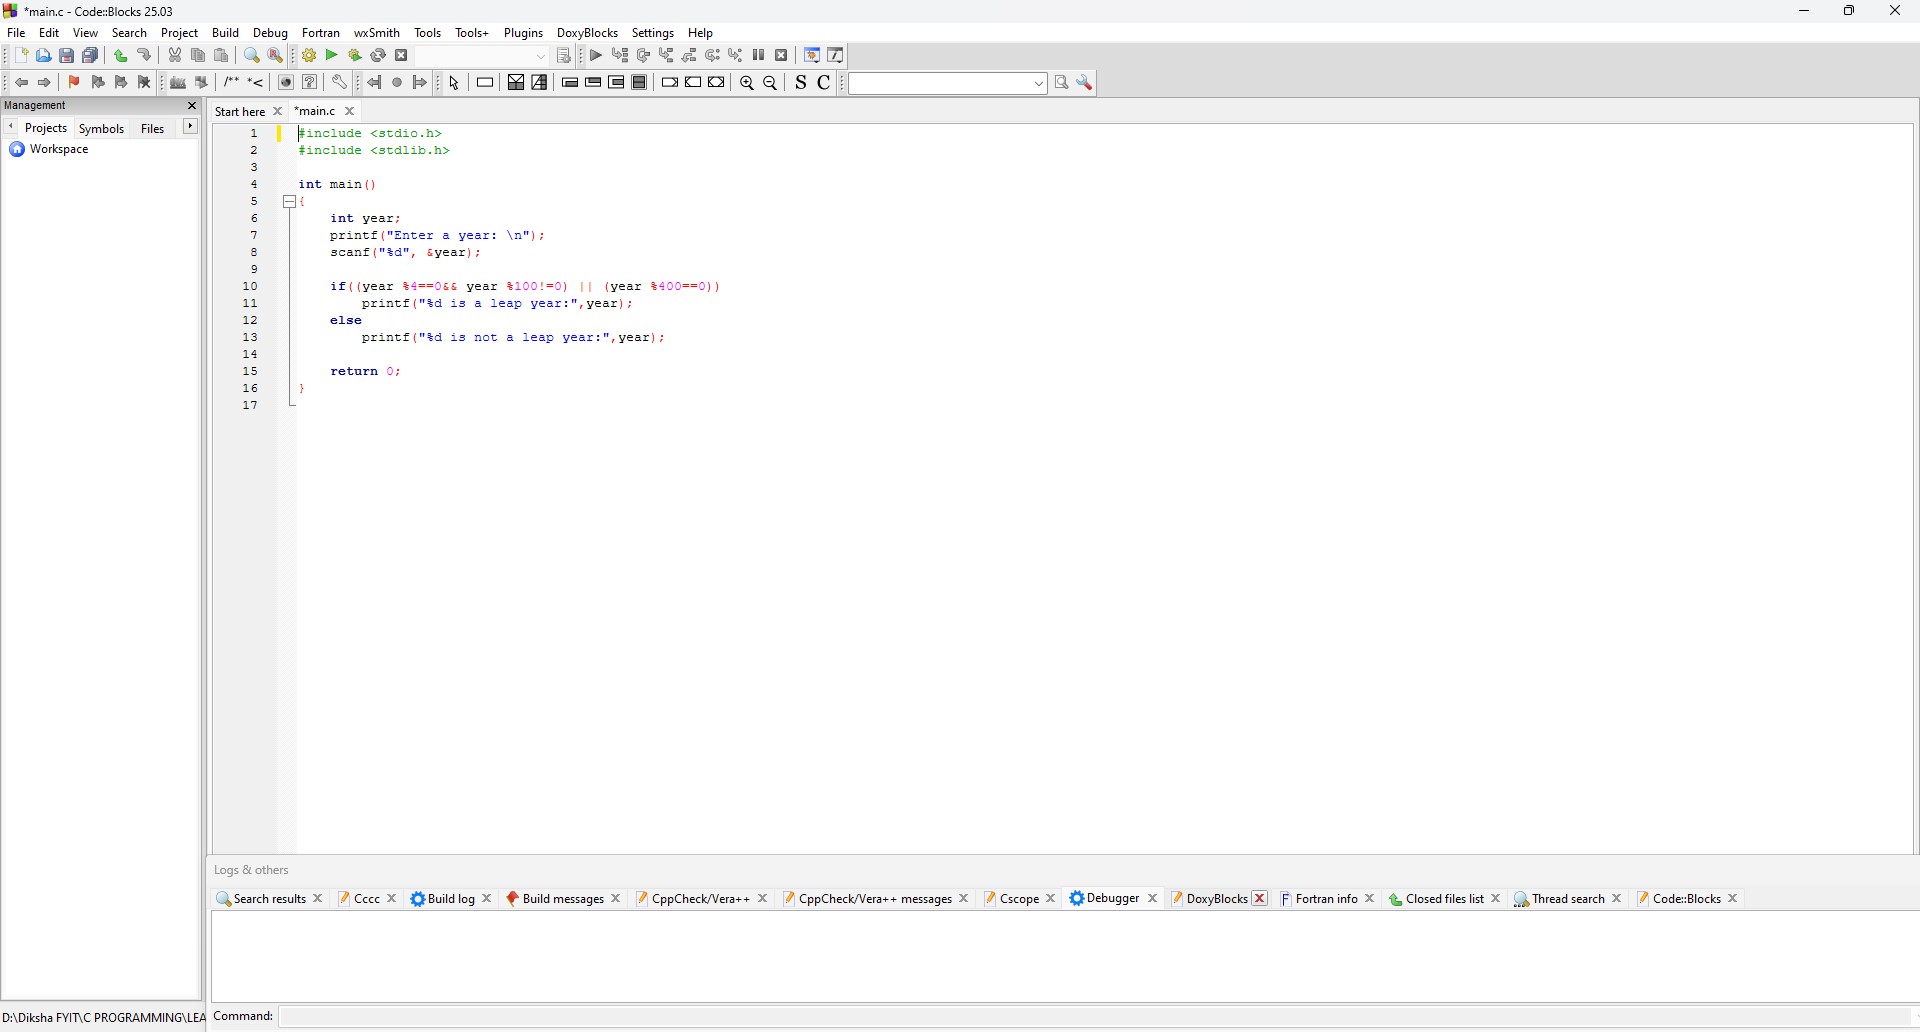 *main.c - Code::Blocks 25.03
File Edit View Search Project Build Debug Fortran wxSmith Tools Tools+ Plugins DoxyBlocks Settings Help
/** *<
S C
Management
Start here *main.c
Projects Symbols Files
Workspace
1 #include <stdio.h>
2 #include <stdlib.h>
3
4 int main()
5 {
6 int year;
7 printf("Enter a year: \n");
8 scanf("%d", &year);
9
10 if((year %4==0&& year %100!=0) || (year %400==0))
11 printf("%d is a leap year:",year);
12 else
13 printf("%d is not a leap year:",year);
14
15 return 0;
16 }
17
Logs & others
Search results Cccc Build log Build messages CppCheck/Vera++ CppCheck/Vera++ messages Cscope Debugger DoxyBlocks Fortran info Closed files list Thread search Code::Blocks
D:\Diksha FYIT\C PROGRAMMING\LEA
Command: